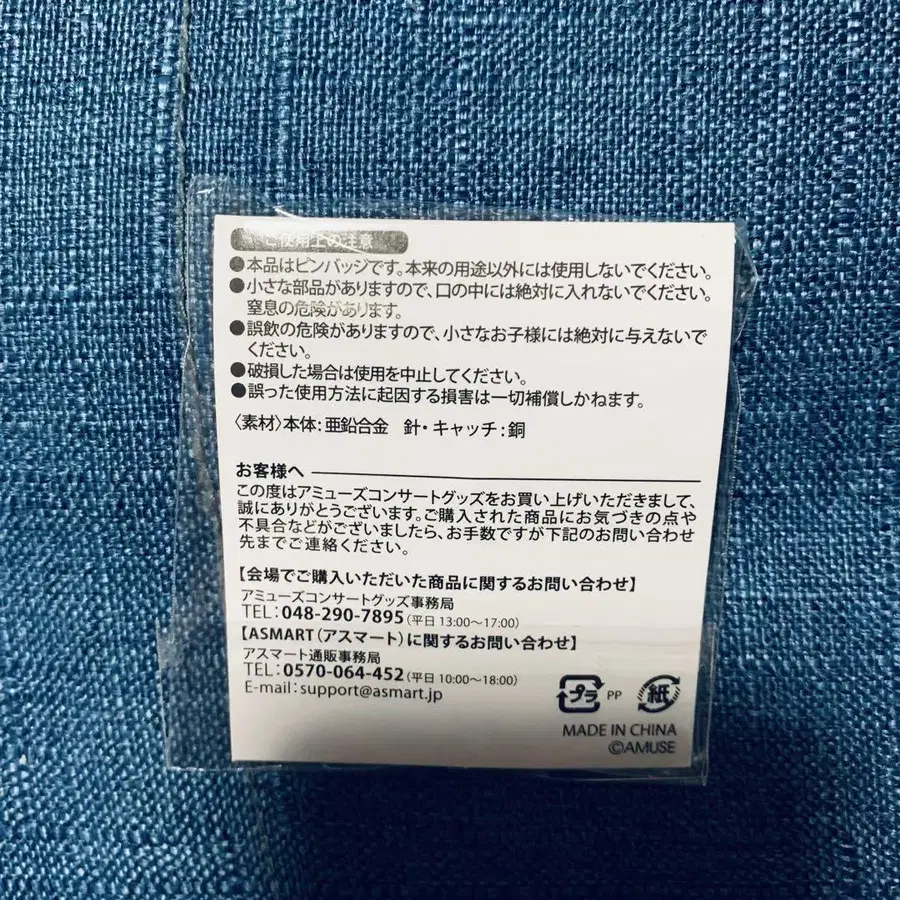 ご使用上の注意
●本品はピンバッジです。本来の用途以外には使用しないでください。
●小さな部品がありますので、口の中には絶対に入れないでください。
窒息の危険があります。
●誤飲の危険がありますので、小さなお子様には絶対に与えないで
ください。
●破損した場合は使用を中止してください。
●誤った使用方法に起因する損害は一切補償しかねます。
〈素材〉本体：亜鉛合金　針・キャッチ：銅
お客様へ
この度はアミューズコンサートグッズをお買い上げいただきまして、
誠にありがとうございます。ご購入された商品にお気づきの点や
不具合などがございましたら、お手数ですが下記のお問い合わせ
先までご連絡ください。
【会場でご購入いただいた商品に関するお問い合わせ】
アミューズコンサートグッズ事務局
TEL：048-290-7895（平日 13:00～17:00）
【ASMART（アスマート）に関するお問い合わせ】
アスマート通販事務局
TEL：0570-064-452（平日 10:00～18:00）
E-mail：support@asmart.jp
プラ PP 紙
MADE IN CHINA
©AMUSE